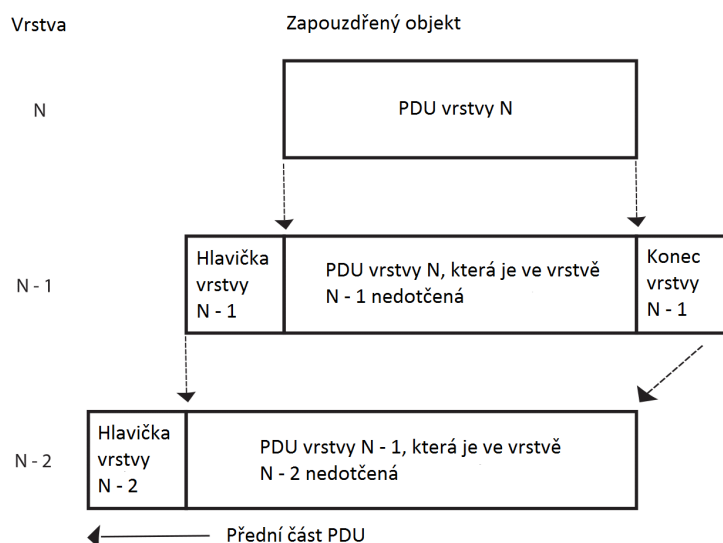 Vrstva
Zapouzdřený objekt
N
PDU vrstvy N
N - 1
Hlavička
vrstvy
N - 1
PDU vrstvy N, která je ve vrstvě
N - 1 nedotčená
Konec
vrstvy
N - 1
N - 2
Hlavička
vrstvy
N - 2
PDU vrstvy N - 1, která je ve vrstvě
N - 2 nedotčená
Přední část PDU